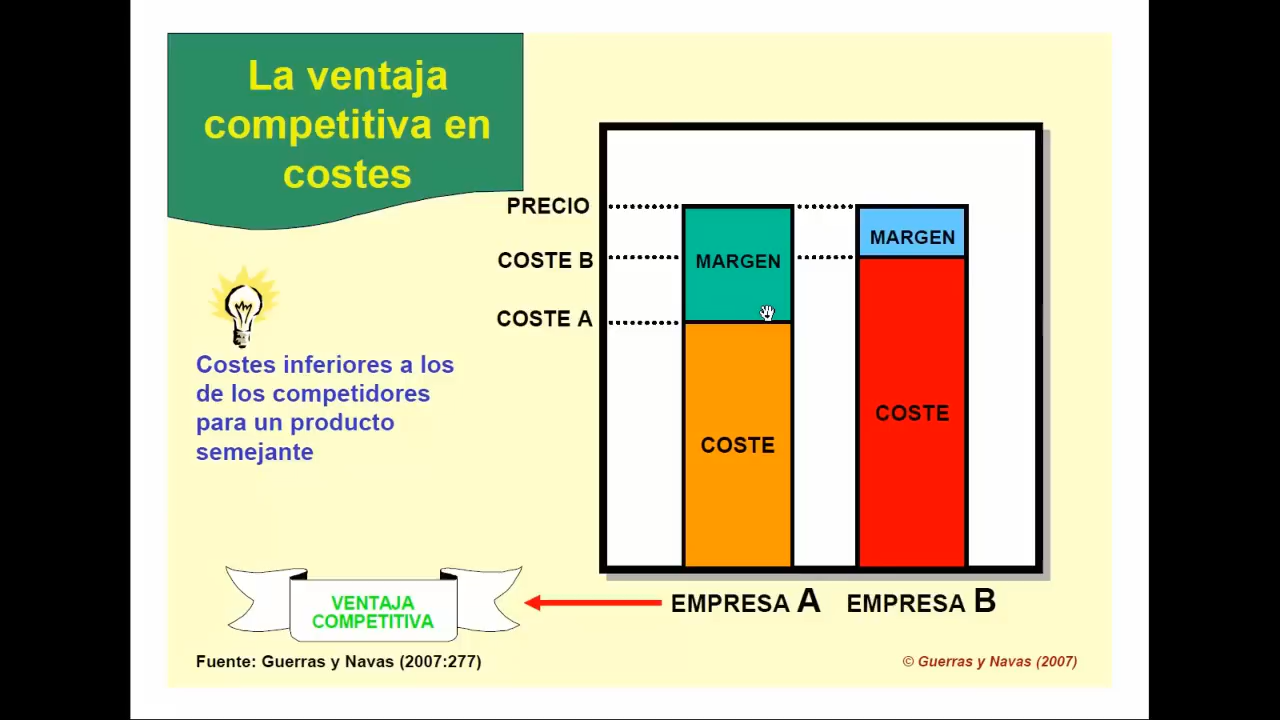 La ventaja
competitiva en
costes
PRECIO
COSTE B
COSTE A
MARGEN
MARGEN
COSTE
COSTE
Costes inferiores a los
de los competidores
para un producto
semejante
VENTAJA
COMPETITIVA
EMPRESA A
EMPRESA B
Fuente: Guerras y Navas (2007:277)
© Guerras y Navas (2007)